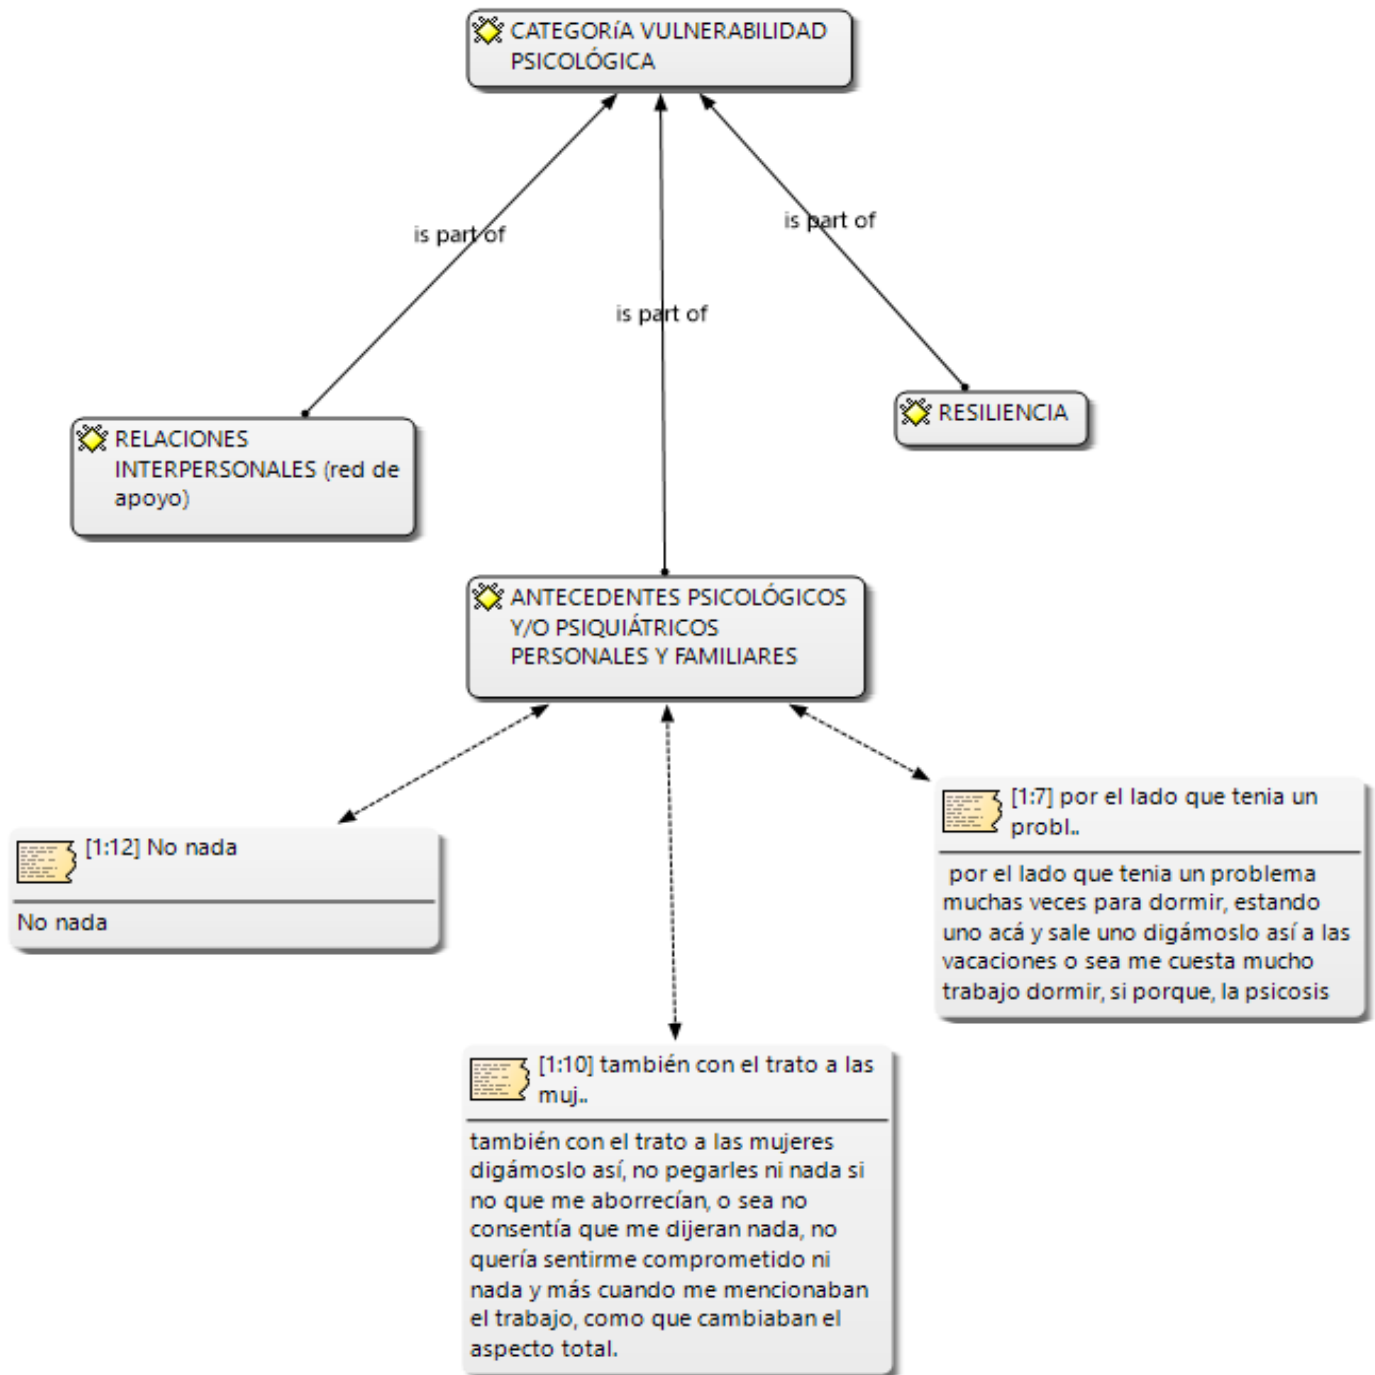 CATEGORíA VULNERABILIDAD
PSICOLÓGICA
is part of
is part of
is part of
RELACIONES
INTERPERSONALES (red de
apoyo)
RESILIENCIA
ANTECEDENTES PSICOLÓGICOS
Y/O PSIQUIÁTRICOS
PERSONALES Y FAMILIARES
[1:12] No nada
No nada
[1:7] por el lado que tenia un
probl..
por el lado que tenia un problema
muchas veces para dormir, estando
uno acá y sale uno digámoslo así a las
vacaciones o sea me cuesta mucho
trabajo dormir, si porque, la psicosis
[1:10] también con el trato a las
muj..
también con el trato a las mujeres
digámoslo así, no pegarles ni nada si
no que me aborrecían, o sea no
consentía que me dijeran nada, no
quería sentirme comprometido ni
nada y más cuando me mencionaban
el trabajo, como que cambiaban el
aspecto total.